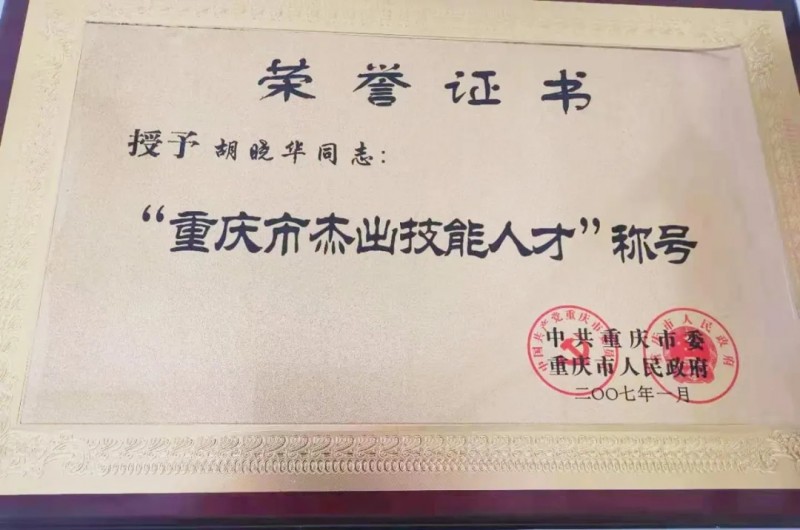 荣誉证书
授予 胡晓华同志：
“重庆市杰出技能人才”称号
中共重庆市委
重庆市人民政府
二〇〇七年一月